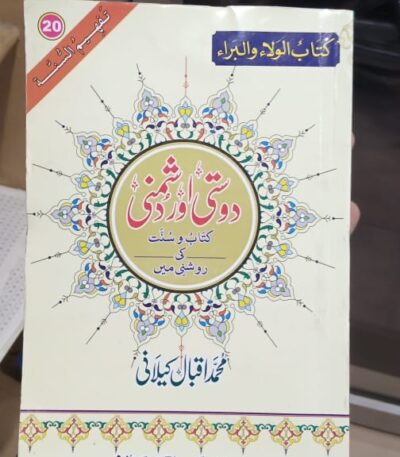 20
تفہیم السنۃ
کتاب الولاء والبراء
دوستی اور دشمنی
کتاب و سنت
کی
روشنی میں
محمد اقبال کیلانی